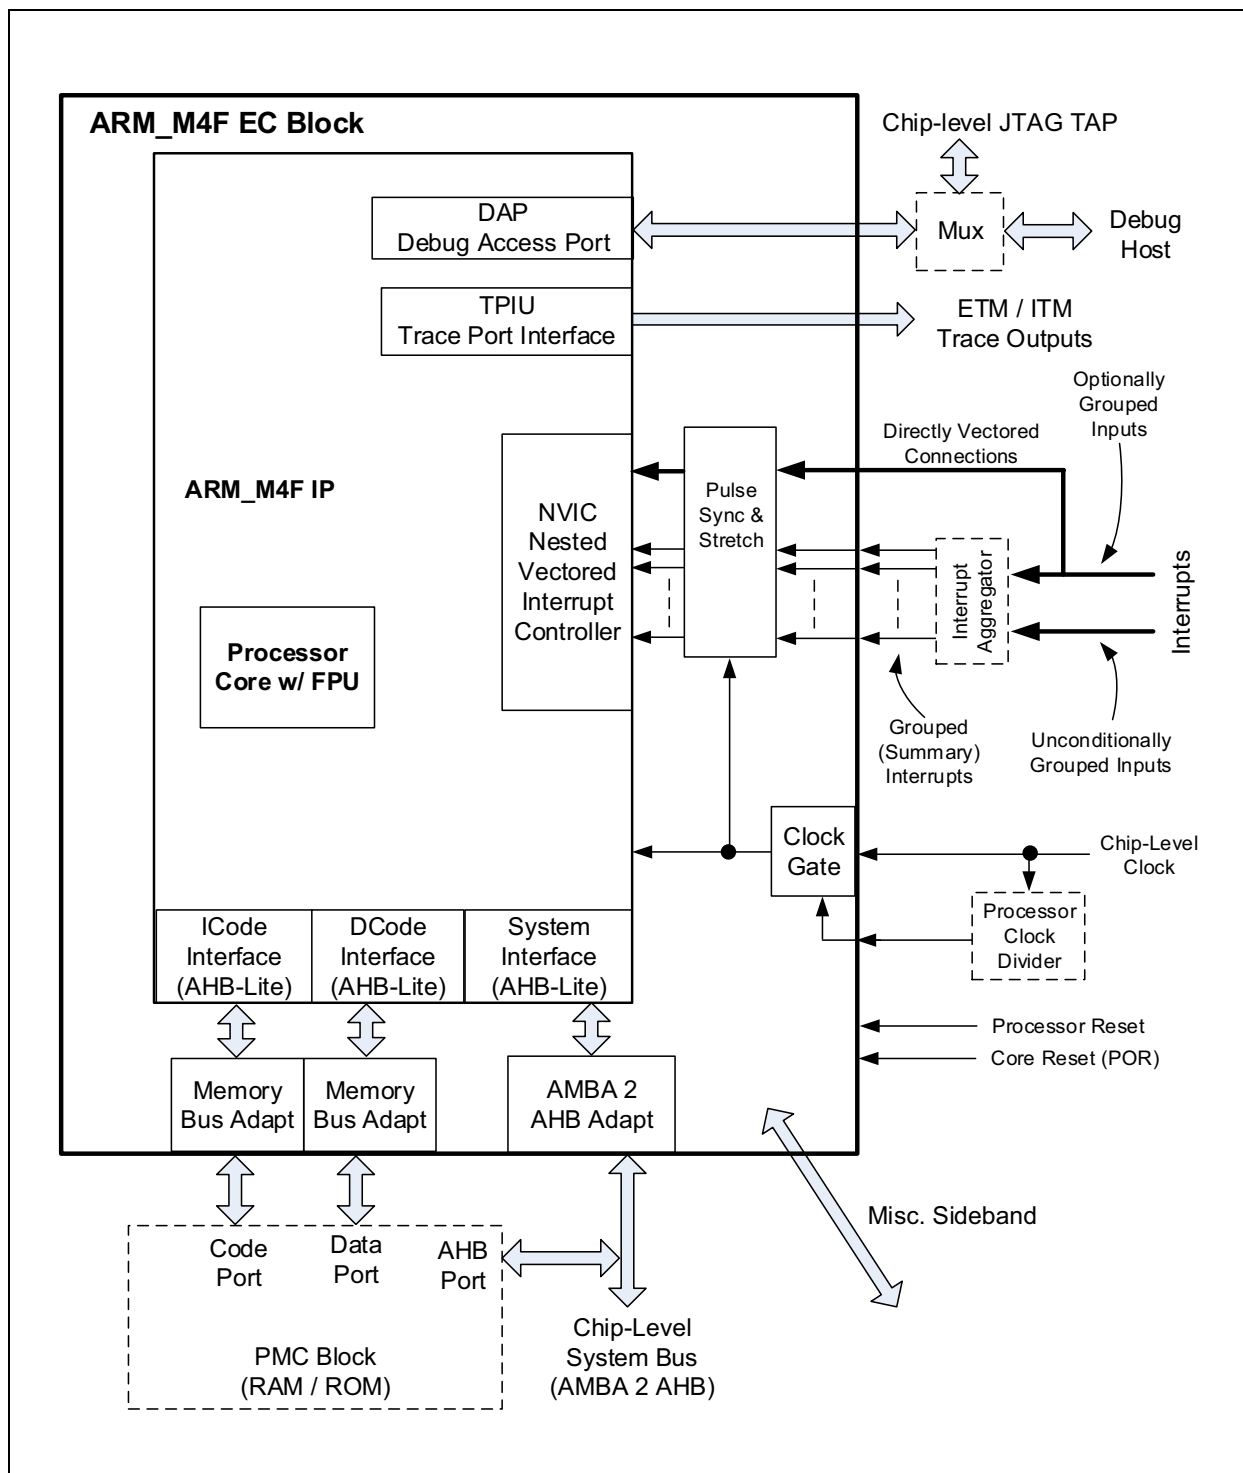 ARM_M4F EC Block
Chip-level JTAG TAP
DAP
Debug Access Port
Mux
Debug
Host
TPIU
Trace Port Interface
ETM / ITM
Trace Outputs
Optionally
Grouped
Inputs
Directly Vectored
Connections
ARM_M4F IP
NVIC
Nested
Vectored
Interrupt
Controller
Pulse
Sync &
Stretch
Interrupt
Aggregator
Interrupts
Processor
Core w/ FPU
Grouped
(Summary)
Interrupts
Unconditionally
Grouped Inputs
Clock
Gate
Chip-Level
Clock
Processor
Clock
Divider
ICode
Interface
(AHB-Lite)
DCode
Interface
(AHB-Lite)
System
Interface
(AHB-Lite)
Processor Reset
Core Reset (POR)
Memory
Bus Adapt
Memory
Bus Adapt
AMBA 2
AHB Adapt
Misc. Sideband
Code
Port
Data
Port
AHB
Port
PMC Block
(RAM / ROM)
Chip-Level
System Bus
(AMBA 2 AHB)